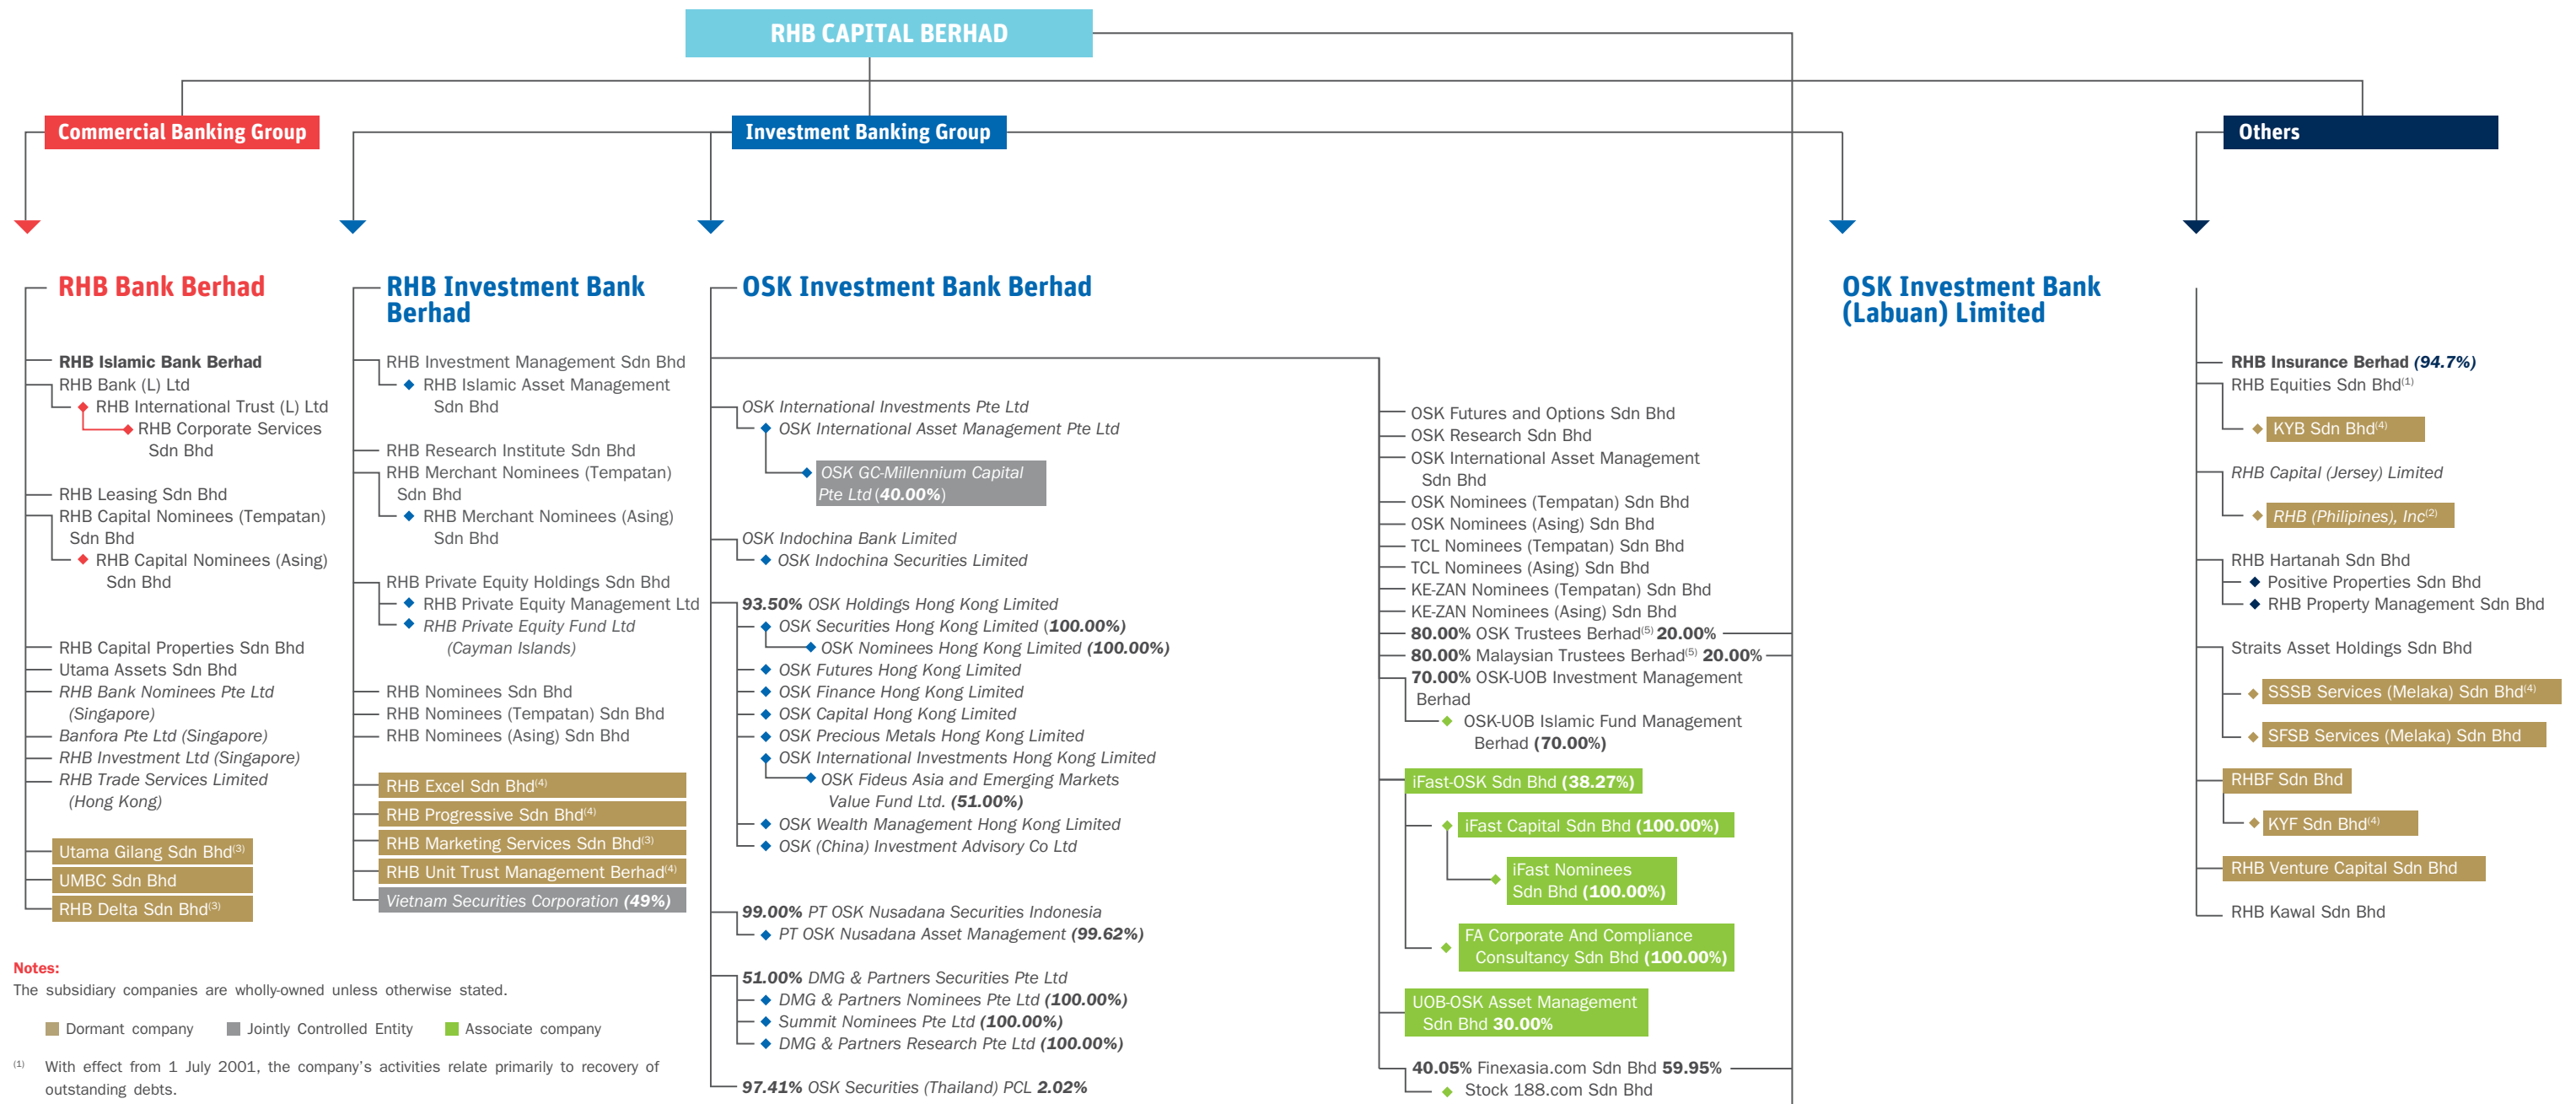 RHB CAPITAL BERHAD
Commercial Banking Group
Investment Banking Group
Others
RHB Bank Berhad
RHB Islamic Bank Berhad
RHB Bank (L) Ltd
RHB International Trust (L) Ltd
RHB Corporate Services
Sdn Bhd
RHB Leasing Sdn Bhd
RHB Capital Nominees (Tempatan)
Sdn Bhd
RHB Capital Nominees (Asing)
Sdn Bhd
RHB Capital Properties Sdn Bhd
Utama Assets Sdn Bhd
RHB Bank Nominees Pte Ltd
(Singapore)
Banfora Pte Ltd (Singapore)
RHB Investment Ltd (Singapore)
RHB Trade Services Limited
(Hong Kong)
Utama Gilang Sdn Bhd(3)
UMBC Sdn Bhd
RHB Delta Sdn Bhd(3)
RHB Investment Bank
Berhad
RHB Investment Management Sdn Bhd
RHB Islamic Asset Management
Sdn Bhd
RHB Research Institute Sdn Bhd
RHB Merchant Nominees (Tempatan)
Sdn Bhd
RHB Merchant Nominees (Asing)
Sdn Bhd
RHB Private Equity Holdings Sdn Bhd
RHB Private Equity Management Ltd
RHB Private Equity Fund Ltd
(Cayman Islands)
RHB Nominees Sdn Bhd
RHB Nominees (Tempatan) Sdn Bhd
RHB Nominees (Asing) Sdn Bhd
RHB Excel Sdn Bhd(4)
RHB Progressive Sdn Bhd(4)
RHB Marketing Services Sdn Bhd(3)
RHB Unit Trust Management Berhad(4)
Vietnam Securities Corporation (49%)
OSK Investment Bank Berhad
OSK International Investments Pte Ltd
OSK International Asset Management Pte Ltd
OSK GC-Millennium Capital
Pte Ltd (40.00%)
OSK Indochina Bank Limited
OSK Indochina Securities Limited
93.50% OSK Holdings Hong Kong Limited
OSK Securities Hong Kong Limited (100.00%)
OSK Nominees Hong Kong Limited (100.00%)
OSK Futures Hong Kong Limited
OSK Finance Hong Kong Limited
OSK Capital Hong Kong Limited
OSK Precious Metals Hong Kong Limited
OSK International Investments Hong Kong Limited
OSK Fideus Asia and Emerging Markets
Value Fund Ltd. (51.00%)
OSK Wealth Management Hong Kong Limited
OSK (China) Investment Advisory Co Ltd
99.00% PT OSK Nusadana Securities Indonesia
PT OSK Nusadana Asset Management (99.62%)
51.00% DMG & Partners Securities Pte Ltd
DMG & Partners Nominees Pte Ltd (100.00%)
Summit Nominees Pte Ltd (100.00%)
DMG & Partners Research Pte Ltd (100.00%)
97.41% OSK Securities (Thailand) PCL 2.02%
OSK Futures and Options Sdn Bhd
OSK Research Sdn Bhd
OSK International Asset Management
Sdn Bhd
OSK Nominees (Tempatan) Sdn Bhd
OSK Nominees (Asing) Sdn Bhd
TCL Nominees (Tempatan) Sdn Bhd
TCL Nominees (Asing) Sdn Bhd
KE-ZAN Nominees (Tempatan) Sdn Bhd
KE-ZAN Nominees (Asing) Sdn Bhd
80.00% OSK Trustees Berhad(5) 20.00%
80.00% Malaysian Trustees Berhad(5) 20.00%
70.00% OSK-UOB Investment Management
Berhad
OSK-UOB Islamic Fund Management
Berhad (70.00%)
iFast-OSK Sdn Bhd (38.27%)
iFast Capital Sdn Bhd (100.00%)
iFast Nominees
Sdn Bhd (100.00%)
FA Corporate And Compliance
Consultancy Sdn Bhd (100.00%)
UOB-OSK Asset Management
Sdn Bhd 30.00%
40.05% Finexasia.com Sdn Bhd 59.95%
Stock 188.com Sdn Bhd
OSK Investment Bank
(Labuan) Limited
RHB Insurance Berhad (94.7%)
RHB Equities Sdn Bhd(1)
KYB Sdn Bhd(4)
RHB Capital (Jersey) Limited
RHB (Philipines), Inc(2)
RHB Hartanah Sdn Bhd
Positive Properties Sdn Bhd
RHB Property Management Sdn Bhd
Straits Asset Holdings Sdn Bhd
SSSB Services (Melaka) Sdn Bhd(4)
SFSB Services (Melaka) Sdn Bhd
RHBF Sdn Bhd
KYF Sdn Bhd(4)
RHB Venture Capital Sdn Bhd
RHB Kawal Sdn Bhd
Notes:
The subsidiary companies are wholly-owned unless otherwise stated.
Dormant company Jointly Controlled Entity Associate company
(1) With effect from 1 July 2001, the company's activities relate primarily to recovery of
outstanding debts.